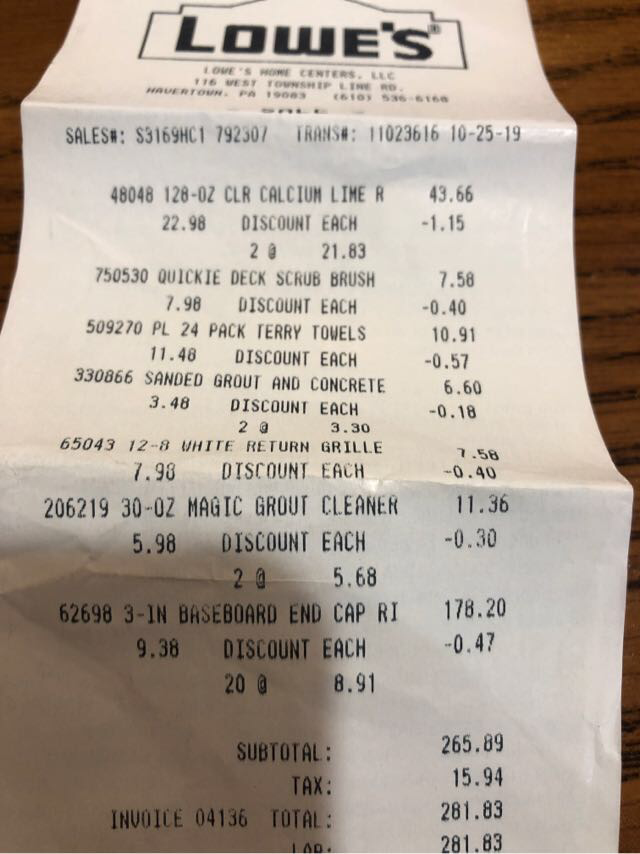 LOWE'S®
LOWE'S HOME CENTERS, LLC
116 WEST TOWNSHIP LINE RD.
HAVERTOWN, PA 19083 (610) 536-6160
- SALE -
SALES#: S3169HC1 792307 TRANS#: 11023616 10-25-19
48048 128-OZ CLR CALCIUM LIME R 43.66
22.98 DISCOUNT EACH -1.15
2 @ 21.83
750530 QUICKIE DECK SCRUB BRUSH 7.58
7.98 DISCOUNT EACH -0.40
509270 PL 24 PACK TERRY TOWELS 10.91
11.48 DISCOUNT EACH -0.57
330866 SANDED GROUT AND CONCRETE 6.60
3.48 DISCOUNT EACH -0.18
2 @ 3.30
65043 12-8 WHITE RETURN GRILLE 7.58
7.98 DISCOUNT EACH -0.40
206219 30-OZ MAGIC GROUT CLEANER 11.36
5.98 DISCOUNT EACH -0.30
2 @ 5.68
62698 3-IN BASEBOARD END CAP RI 178.20
9.38 DISCOUNT EACH -0.47
20 @ 8.91
SUBTOTAL: 265.89
TAX: 15.94
INVOICE 04136 TOTAL: 281.83
LAR: 281.83